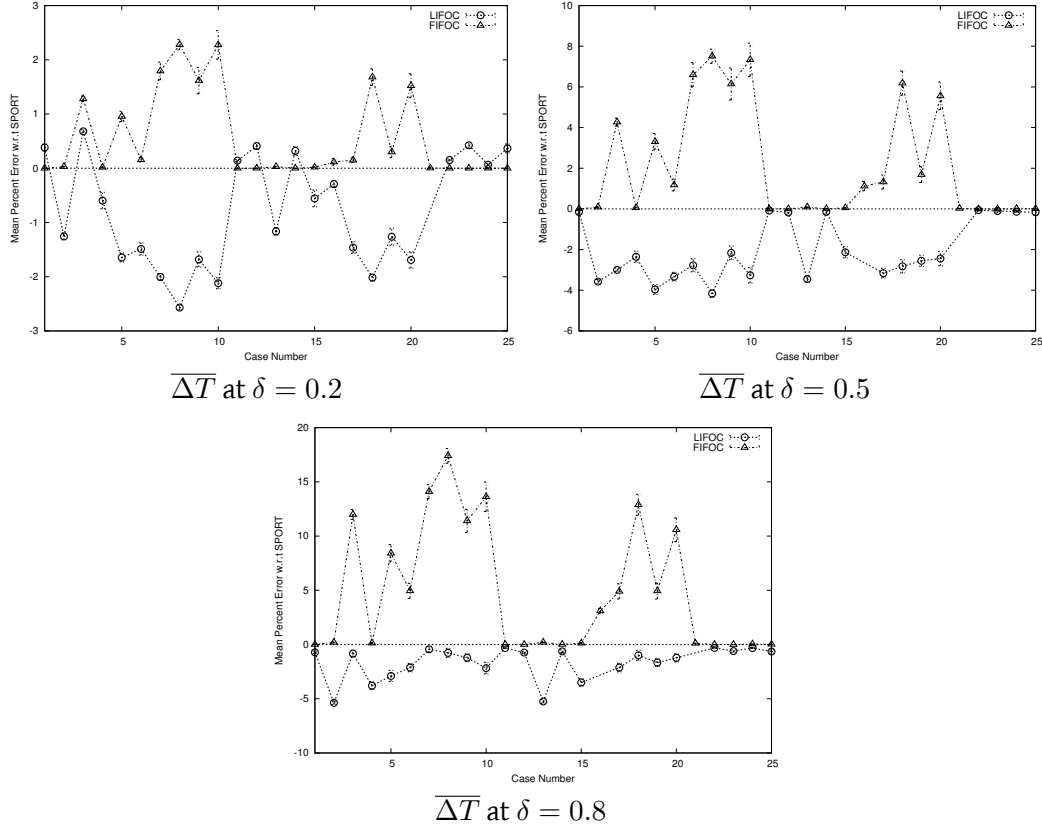 3
2
1
0
-1
-2
-3
Mean Percent Error w.r.t SPORT
LIFOC
FIFOC
5
10
15
20
25
Case Number
ΔT at δ = 0.2
10
8
6
4
2
0
-2
-4
-6
Mean Percent Error w.r.t SPORT
LIFOC
FIFOC
5
10
15
20
25
Case Number
ΔT at δ = 0.5
20
15
10
5
0
-5
-10
Mean Percent Error w.r.t SPORT
LIFOC
FIFOC
5
10
15
20
25
Case Number
ΔT at δ = 0.8